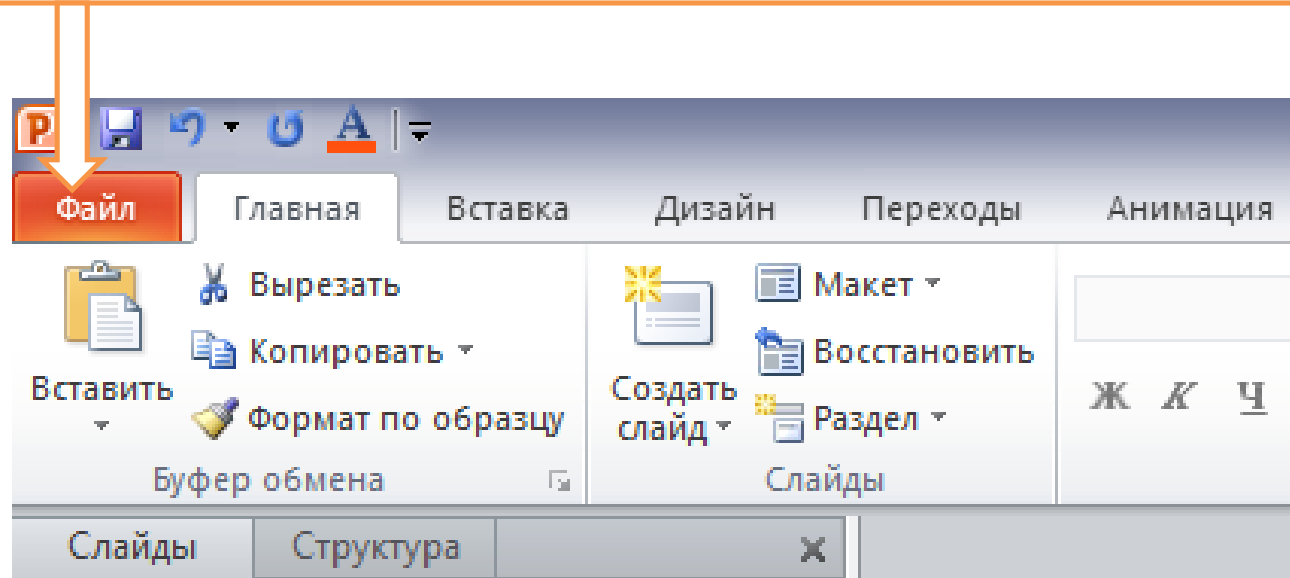 Файл Главная Вставка Дизайн Переходы Анимация
Вставить
Вырезать
Копировать
Формат по образцу
Буфер обмена
Создать
слайд
Макет
Восстановить
Раздел
Слайды
Ж К Ч
Слайды Структура